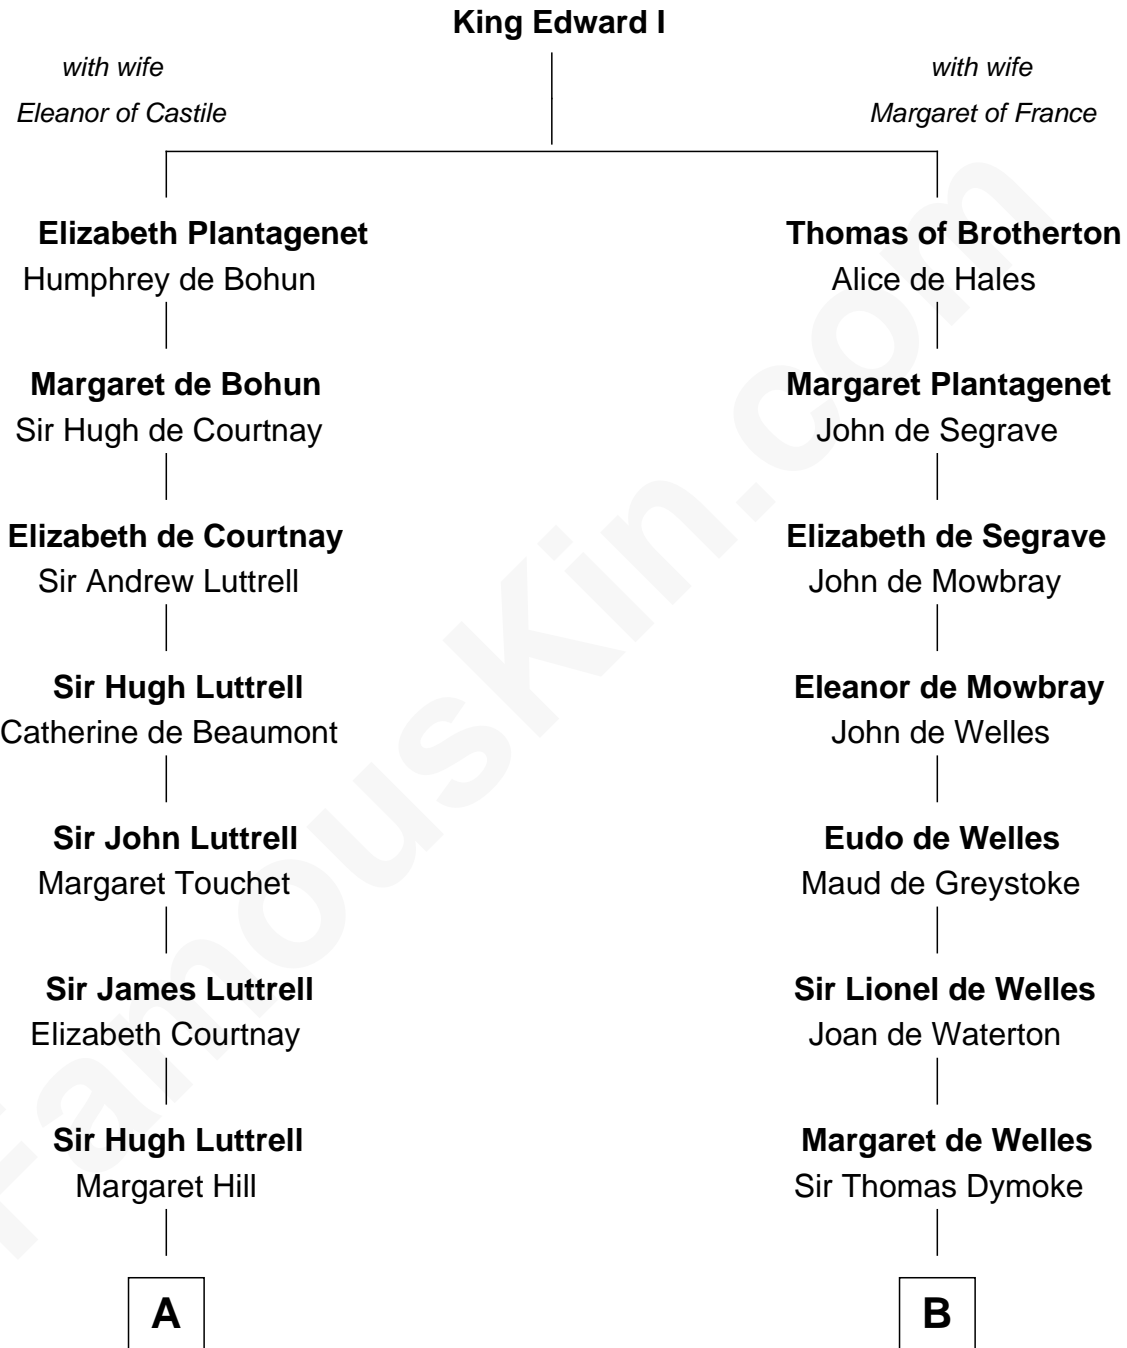 King Edward I
with wife
Eleanor of Castile
with wife
Margaret of France
Elizabeth Plantagenet
Humphrey de Bohun
Thomas of Brotherton
Alice de Hales
Margaret de Bohun
Sir Hugh de Courtnay
Margaret Plantagenet
John de Segrave
Elizabeth de Courtnay
Sir Andrew Luttrell
Elizabeth de Segrave
John de Mowbray
Sir Hugh Luttrell
Catherine de Beaumont
Eleanor de Mowbray
John de Welles
Sir John Luttrell
Margaret Touchet
Eudo de Welles
Maud de Greystoke
Sir James Luttrell
Elizabeth Courtnay
Sir Lionel de Welles
Joan de Waterton
Sir Hugh Luttrell
Margaret Hill
Margaret de Welles
Sir Thomas Dymoke
A
B
FamousKin.com